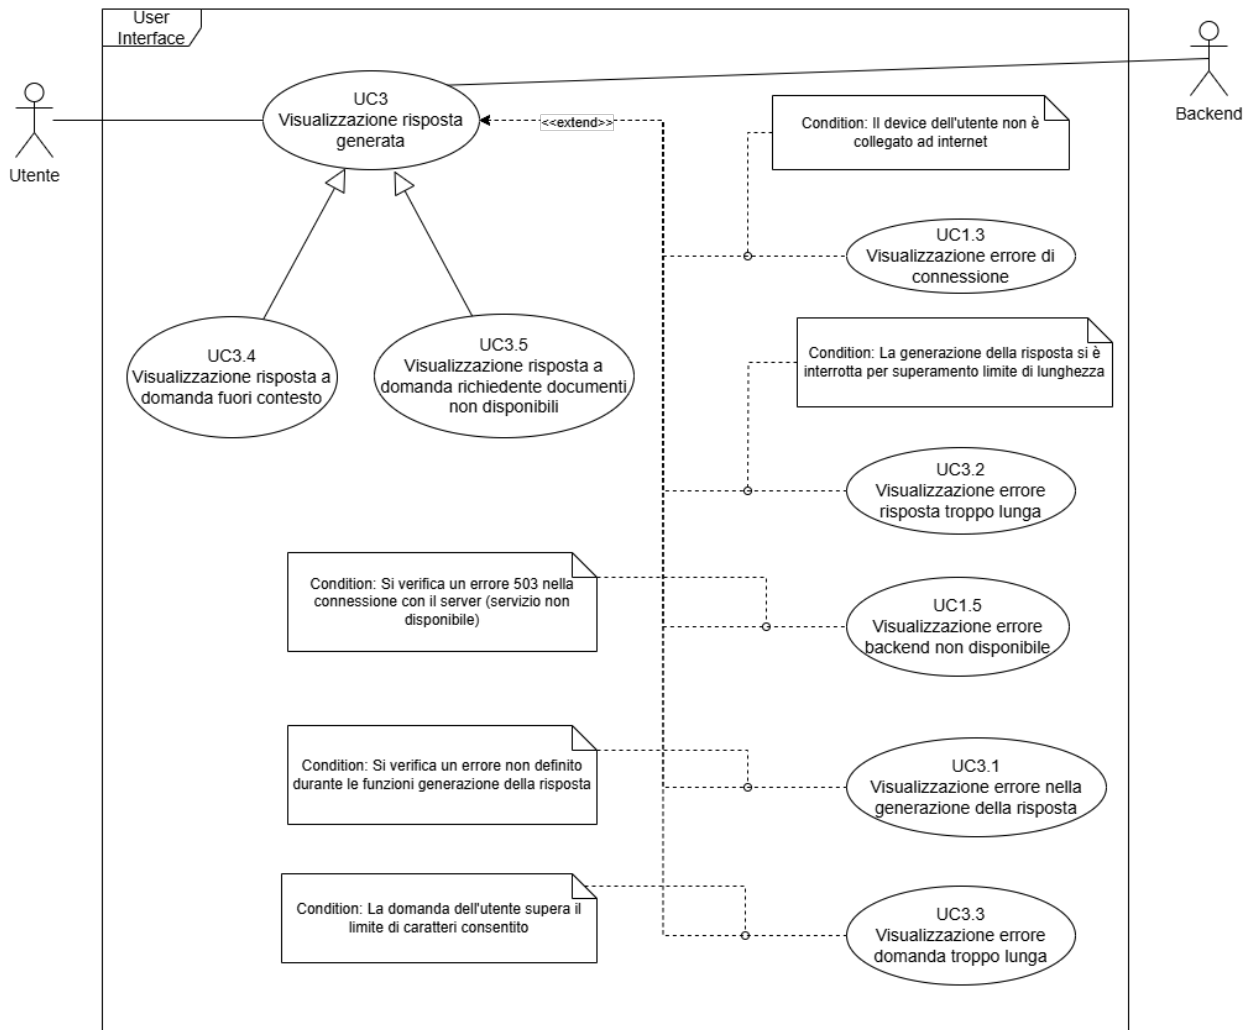 User
Interface
Utente
Backend
UC3
Visualizzazione risposta
generata
<<extend>>
Condition: Il device dell'utente non è
collegato ad internet
UC1.3
Visualizzazione errore di
connessione
UC3.4
Visualizzazione risposta a
domanda fuori contesto
UC3.5
Visualizzazione risposta a
domanda richiedente documenti
non disponibili
Condition: La generazione della risposta si è
interrotta per superamento limite di lunghezza
UC3.2
Visualizzazione errore
risposta troppo lunga
Condition: Si verifica un errore 503 nella
connessione con il server (servizio non
disponibile)
UC1.5
Visualizzazione errore
backend non disponibile
Condition: Si verifica un errore non definito
durante le funzioni generazione della risposta
UC3.1
Visualizzazione errore nella
generazione della risposta
Condition: La domanda dell'utente supera il
limite di caratteri consentito
UC3.3
Visualizzazione errore
domanda troppo lunga